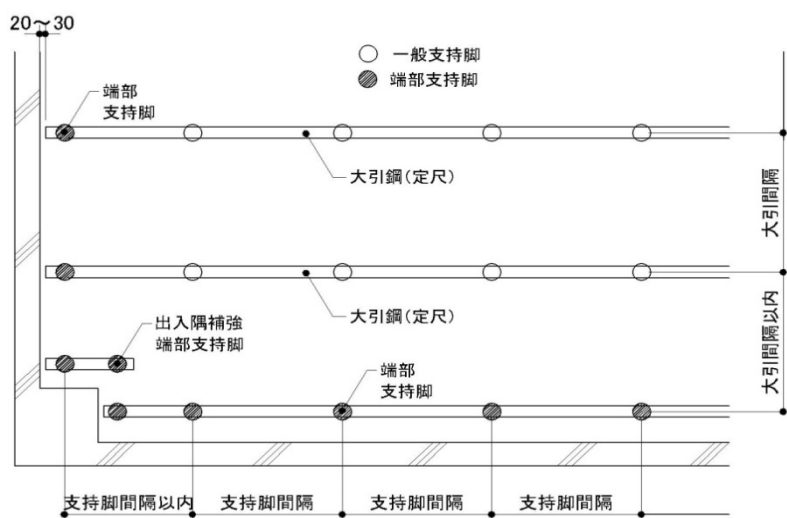 20～30
一般支持脚
端部支持脚
端部
支持脚
大引鋼(定尺)
大引間隔
大引鋼(定尺)
出入隅補強
端部支持脚
端部
支持脚
大引間隔以内
支持脚間隔以内
支持脚間隔
支持脚間隔
支持脚間隔